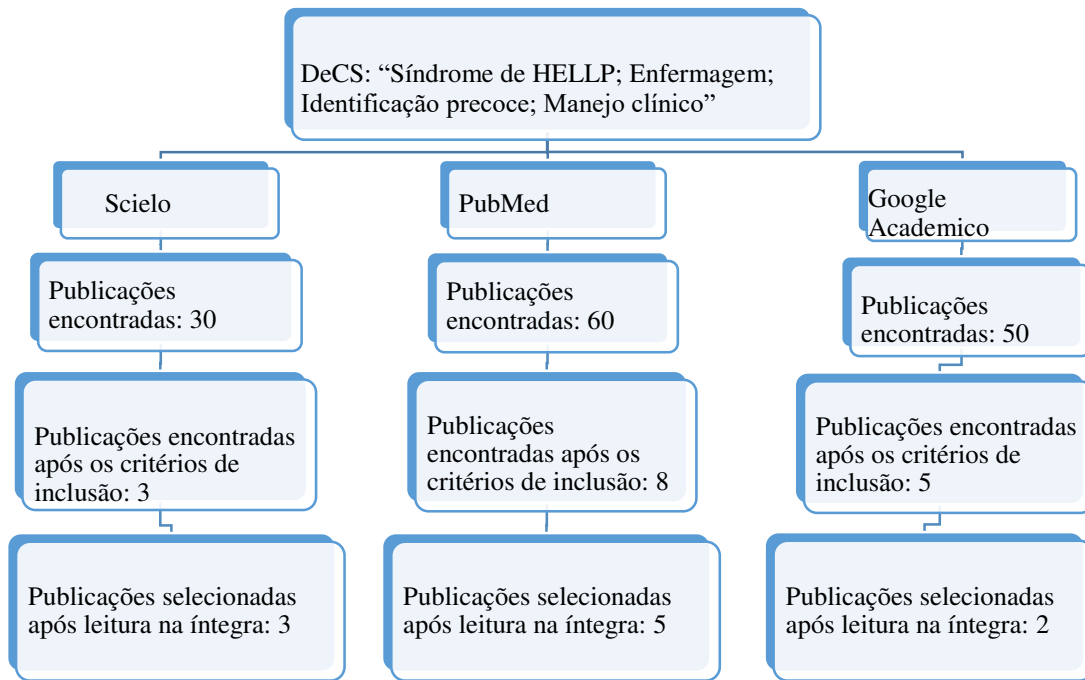 DeCS: “Síndrome de HELLP; Enfermagem;
Identificação precoce; Manejo clínico”
Scielo
PubMed
Google
Academico
Publicações
encontradas: 30
Publicações
encontradas: 60
Publicações
encontradas: 50
Publicações encontradas
após os critérios de
inclusão: 3
Publicações
encontradas após os
critérios de inclusão: 8
Publicações encontradas
após os critérios de
inclusão: 5
Publicações selecionadas
após leitura na íntegra: 3
Publicações selecionadas
após leitura na íntegra: 5
Publicações selecionadas
após leitura na íntegra: 2